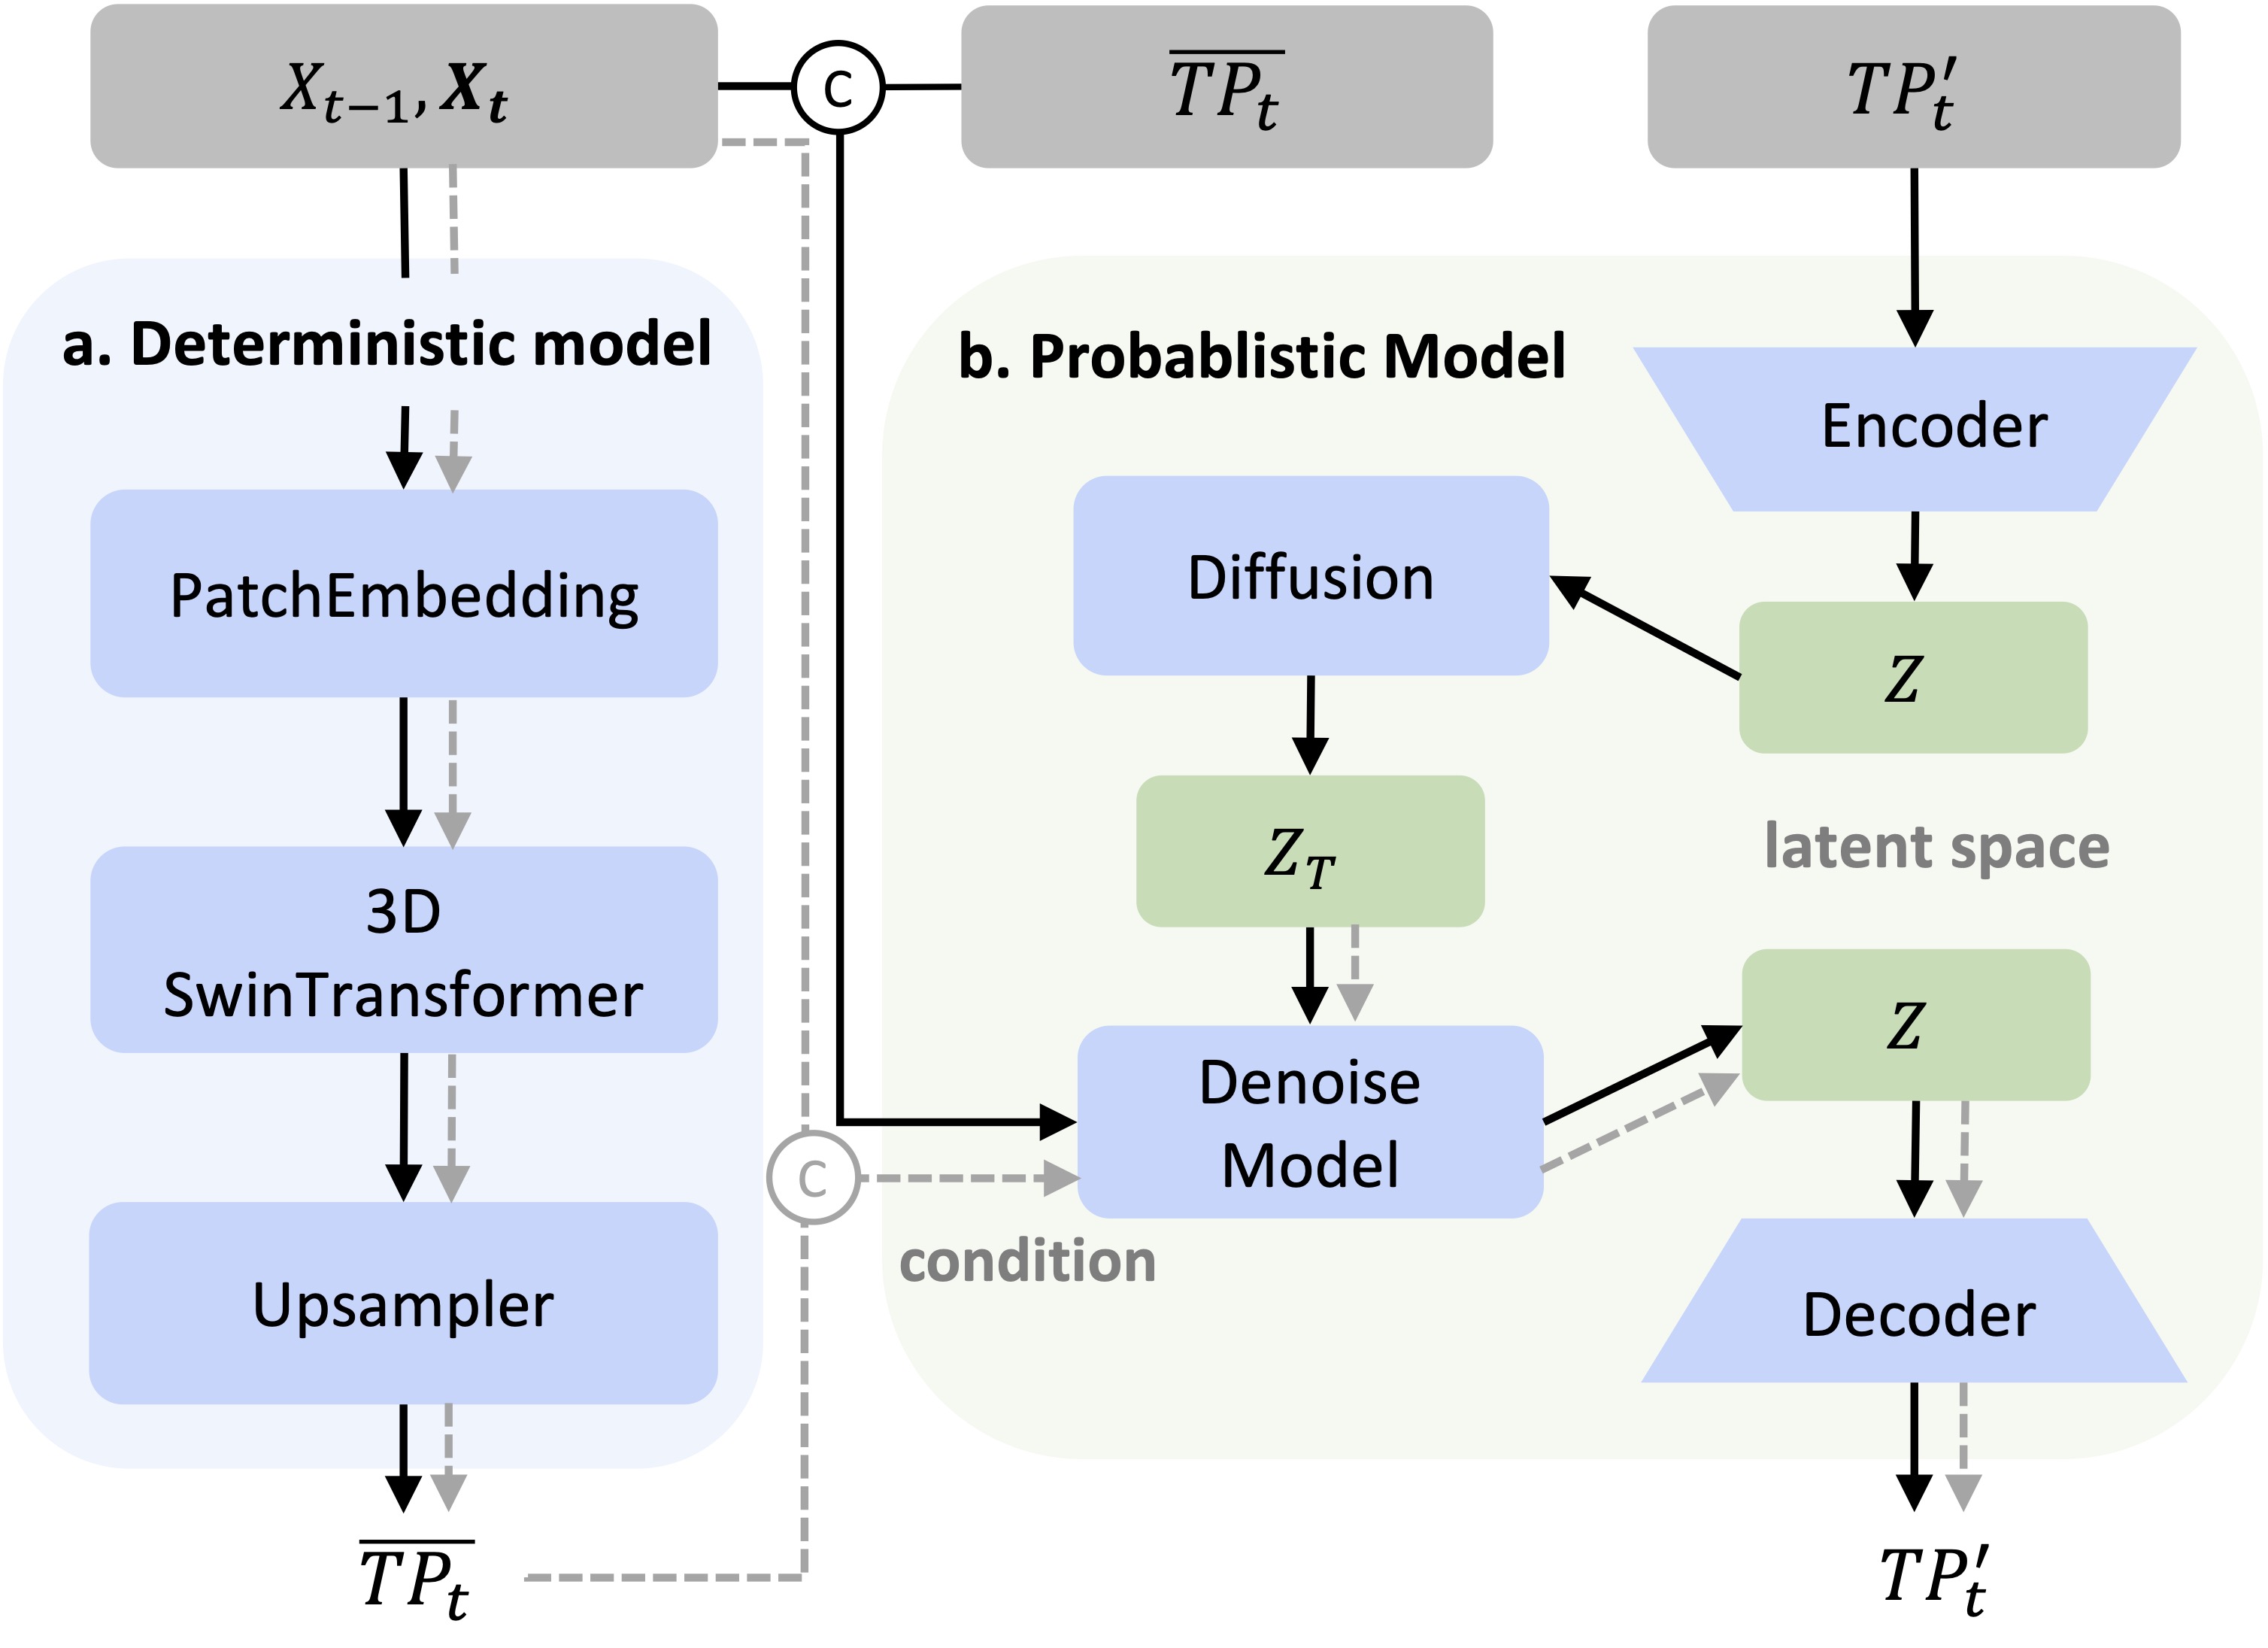 X_{t−1}, X_t
C
\overline{TP_t}
TP'_t
a. Deterministic model
PatchEmbedding
3D
SwinTransformer
Upsampler
\overline{TP_t}
b. Probablistic Model
Encoder
Diffusion
Z
Z_T
latent space
Denoise
Model
Z
C
condition
Decoder
TP'_t